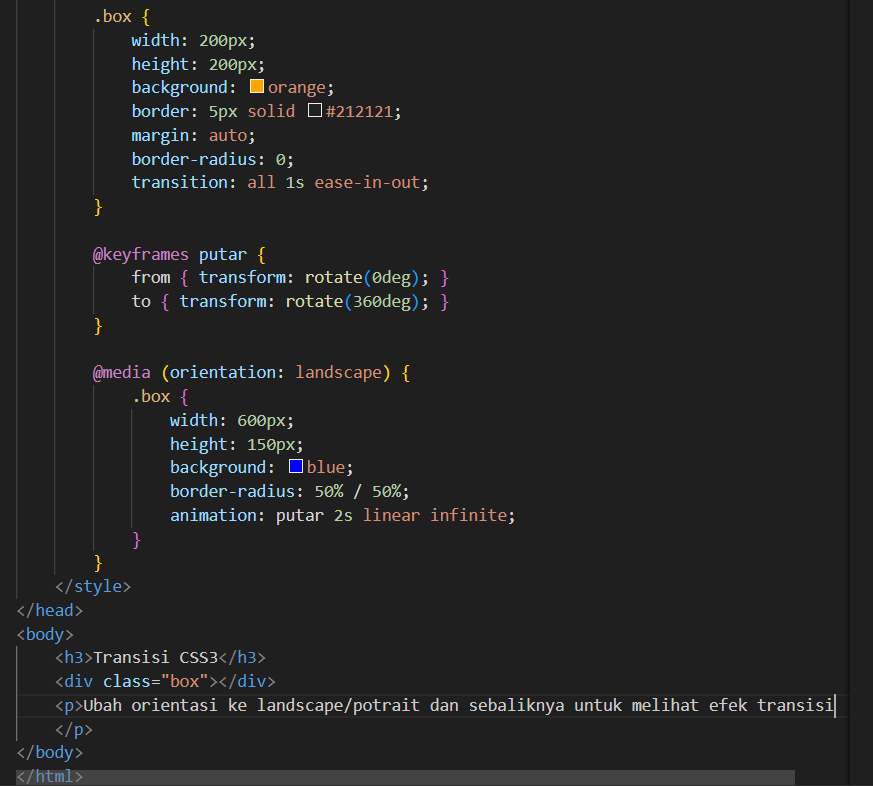 .box {
width: 200px;
height: 200px;
background: orange;
border: 5px solid #212121;
margin: auto;
border-radius: 0;
transition: all 1s ease-in-out;
}
@keyframes putar {
from { transform: rotate(0deg); }
to { transform: rotate(360deg); }
}
@media (orientation: landscape) {
.box {
width: 600px;
height: 150px;
background: blue;
border-radius: 50% / 50%;
animation: putar 2s linear infinite;
}
}
</style>
</head>
<body>
<h3>Transisi CSS3</h3>
<div class="box"></div>
<p>Ubah orientasi ke landscape/potrait dan sebaliknya untuk melihat efek transisi
</p>
</body>
</html>